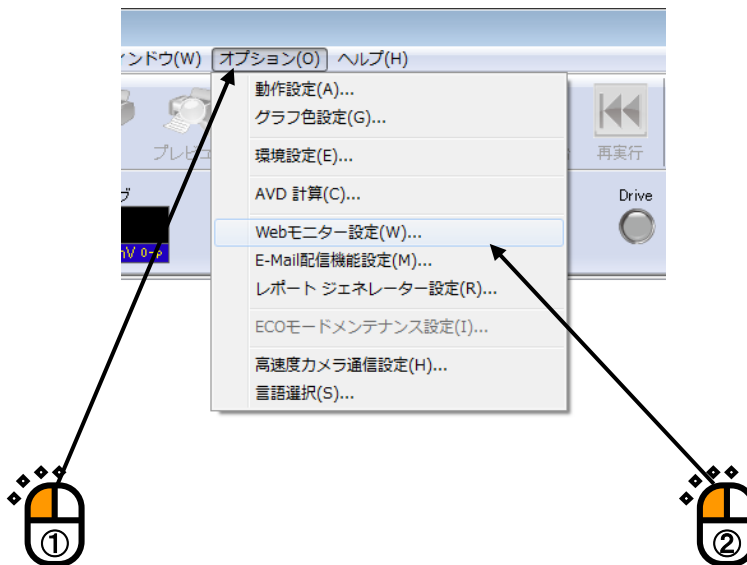 ンドウ(W) オプション(O) ヘルプ(H)
動作設定(A)...
グラフ色設定(G)...
プレビュ
再実行
環境設定(E)...
AVD 計算(C)...
Drive
Webモニター設定(W)...
E-Mail配信機能設定(M)...
レポート ジェネレーター設定(R)...
ECOモードメンテナンス設定(I)...
高速度カメラ通信設定(H)...
言語選択(S)...
①
②